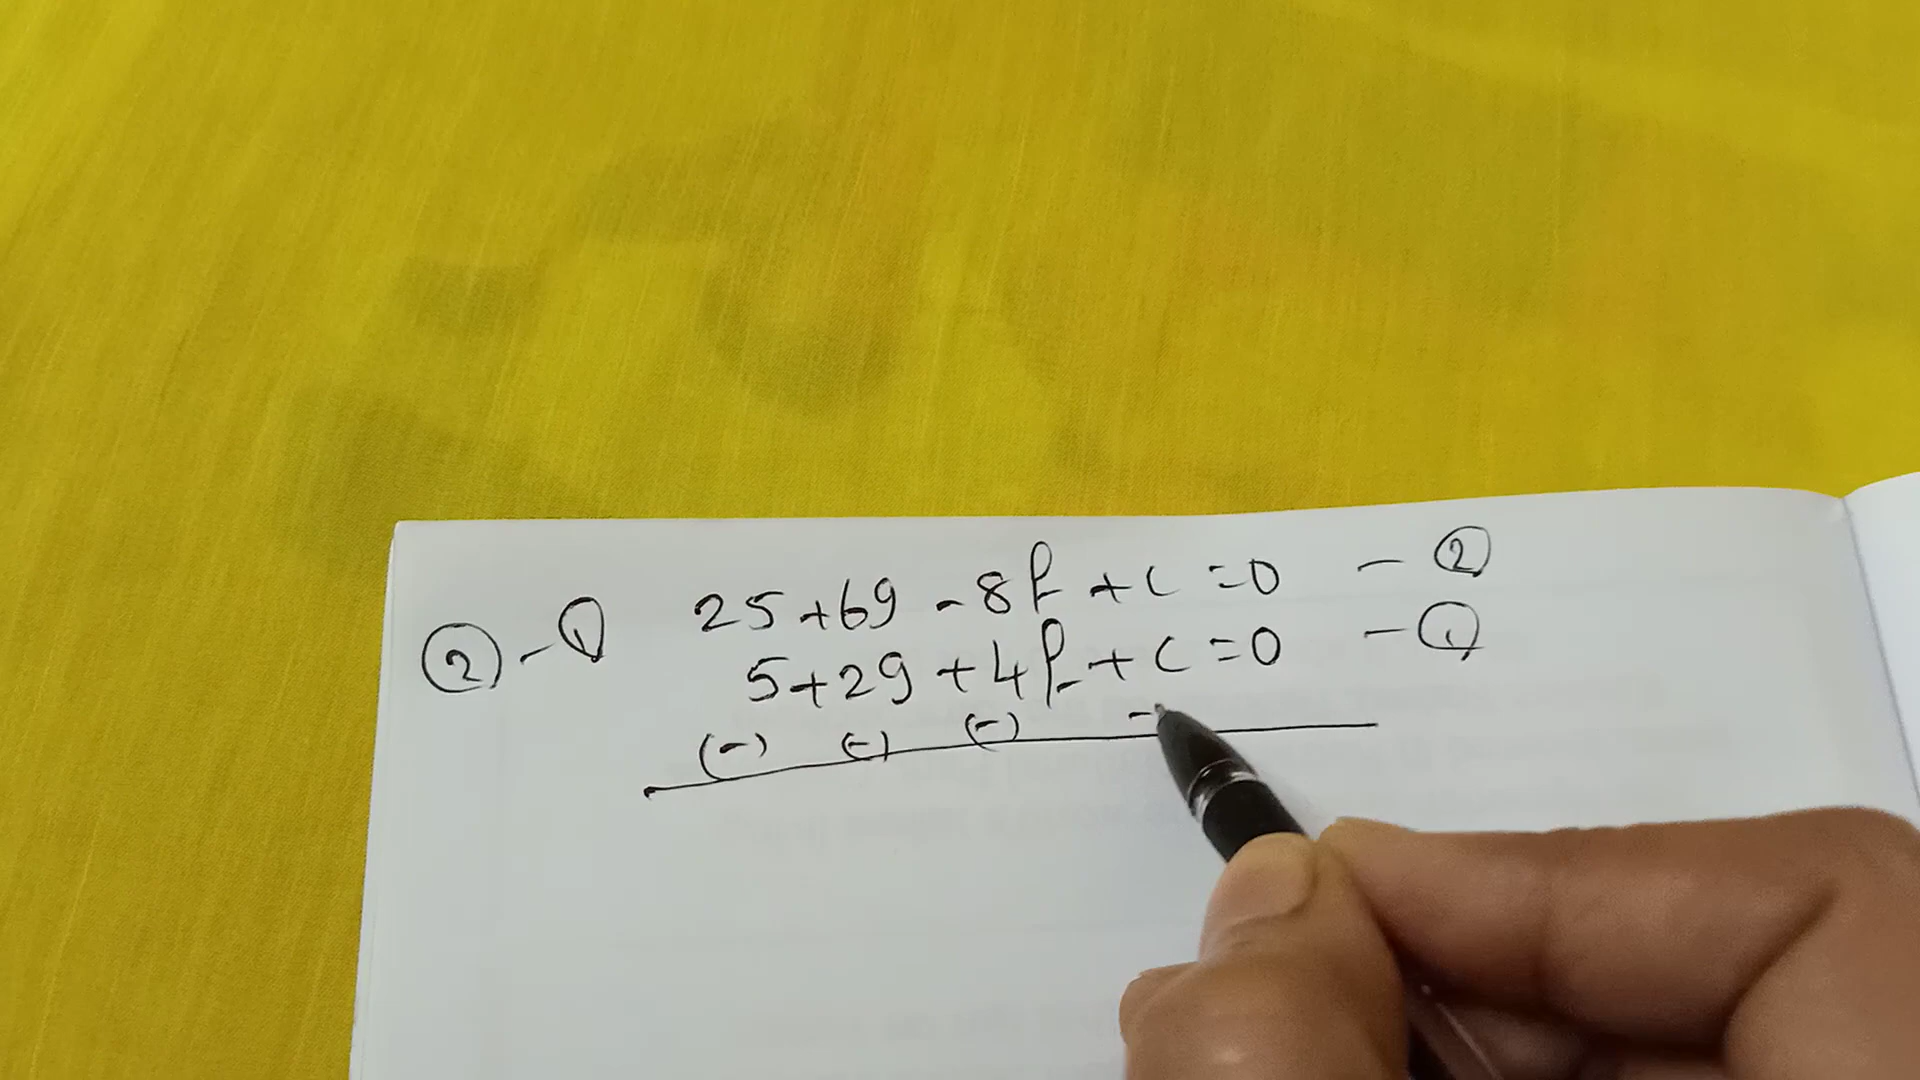 ② - ① 25 + 6g - 8f + c = 0 - ②
5 + 2g + 4f + c = 0 - ①
(-) (-) (-) -